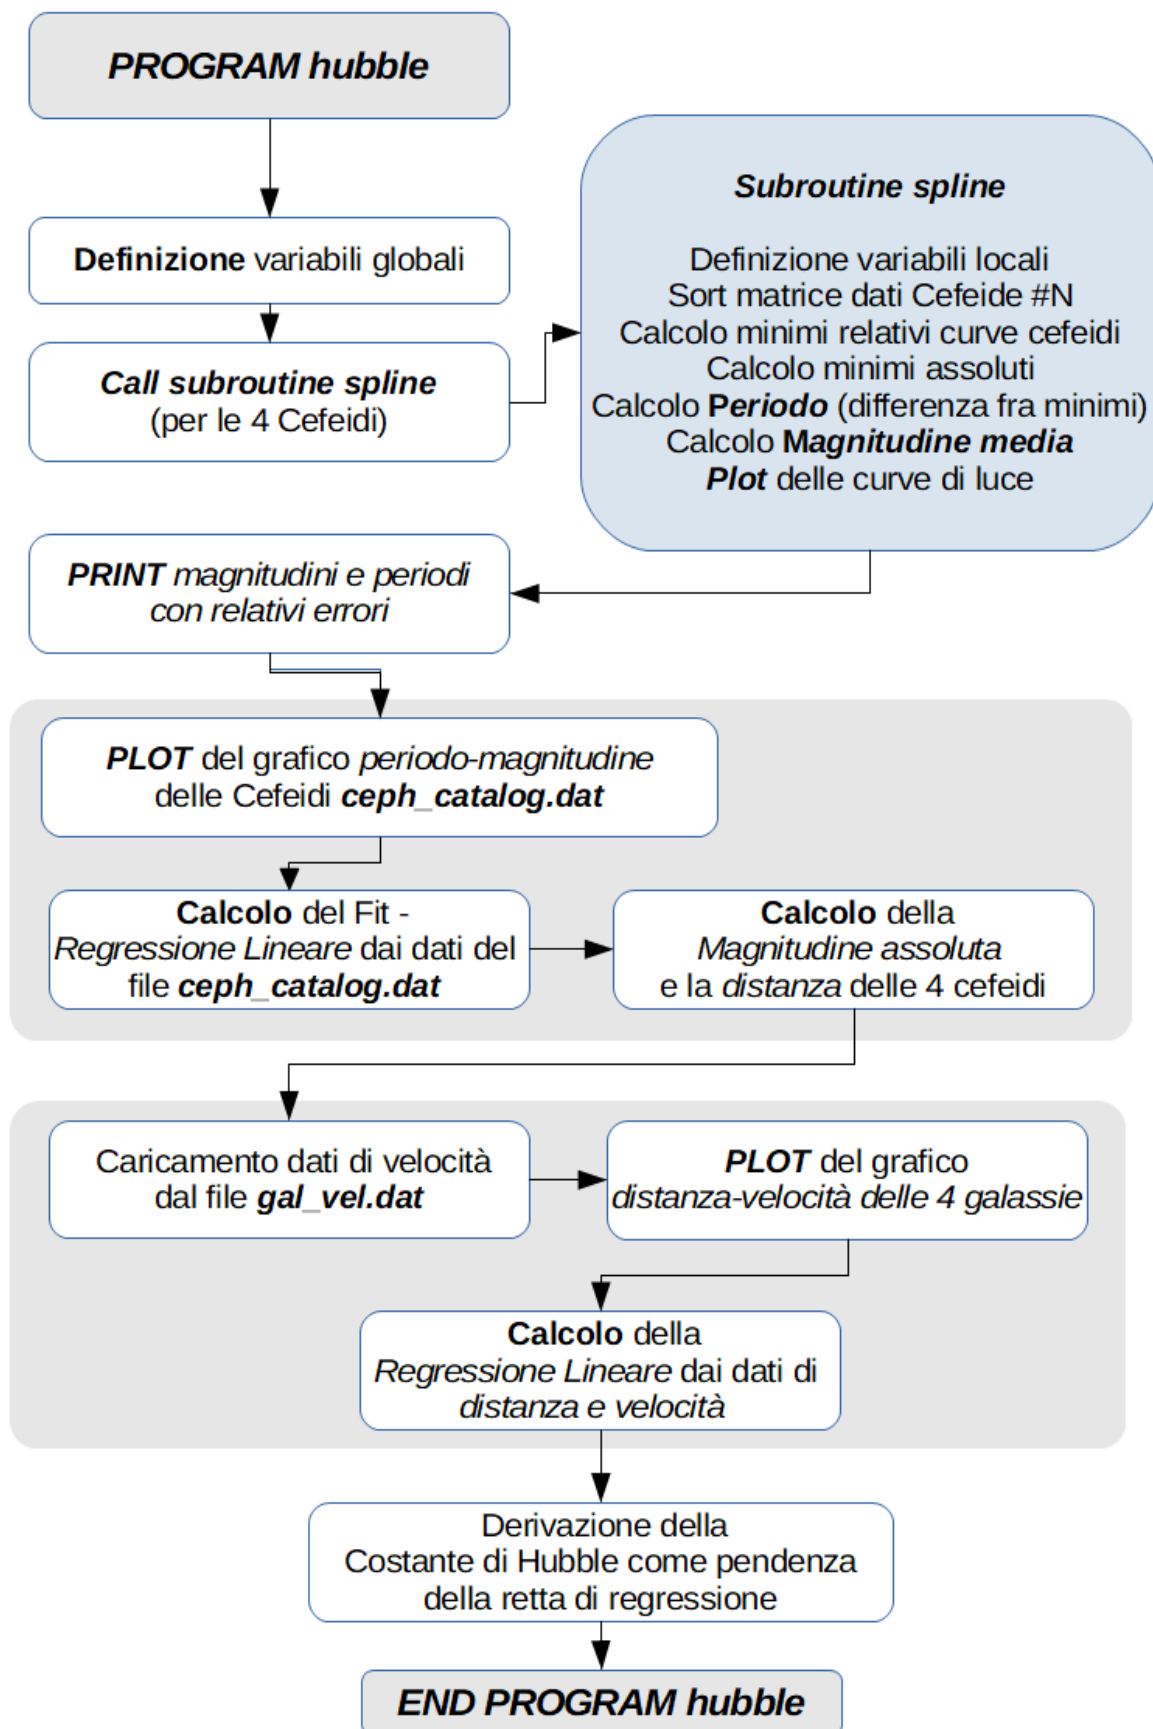 PROGRAM hubble
Definizione variabili globali
Call subroutine spline
(per le 4 Cefeidi)
Subroutine spline
Definizione variabili locali
Sort matrice dati Cefeide #N
Calcolo minimi relativi curve cefeidi
Calcolo minimi assoluti
Calcolo Periodo (differenza fra minimi)
Calcolo Magnitudine media
Plot delle curve di luce
PRINT magnitudini e periodi
con relativi errori
PLOT del grafico periodo-magnitudine
delle Cefeidi ceph_catalog.dat
Calcolo del Fit -
Regressione Lineare dai dati del
file ceph_catalog.dat
Calcolo della
Magnitudine assoluta
e la distanza delle 4 cefeidi
Caricamento dati di velocità
dal file gal_vel.dat
PLOT del grafico
distanza-velocità delle 4 galassie
Calcolo della
Regressione Lineare dai dati di
distanza e velocità
Derivazione della
Costante di Hubble come pendenza
della retta di regressione
END PROGRAM hubble